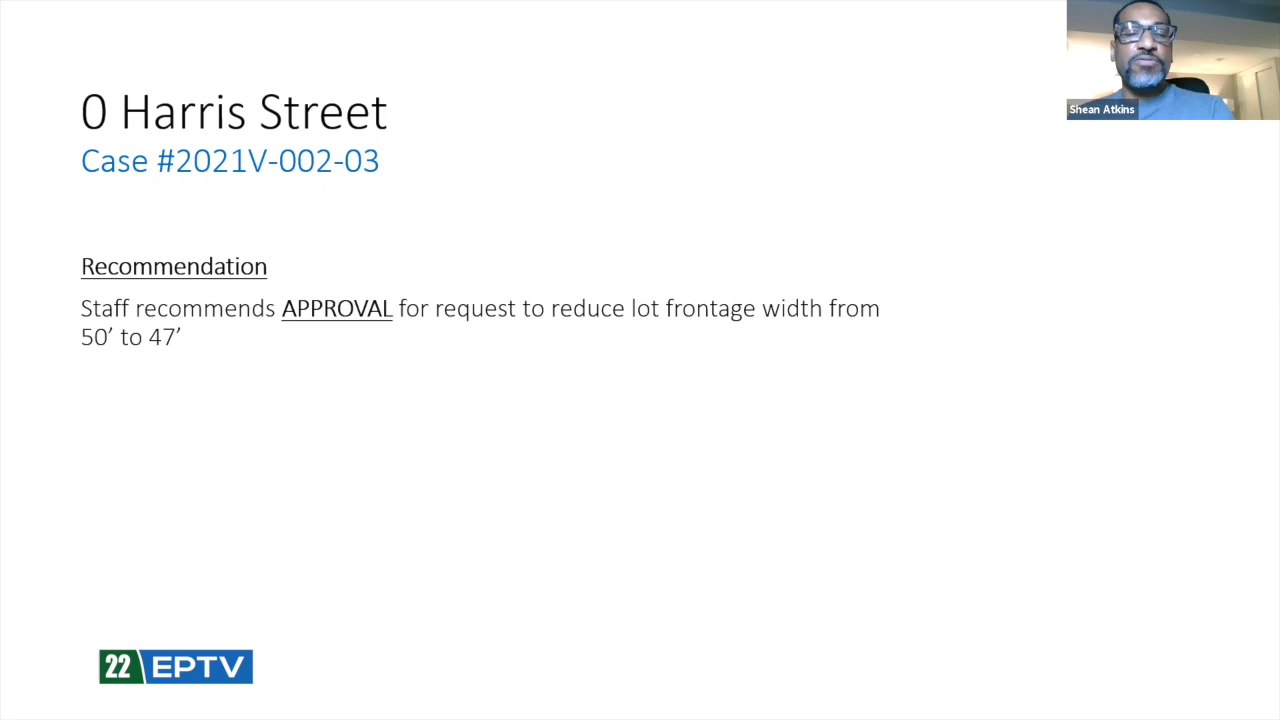 0 Harris Street
Case #2021V-002-03
Recommendation
Staff recommends APPROVAL for request to reduce lot frontage width from
50’ to 47’
Shean Atkins
22 EPTV